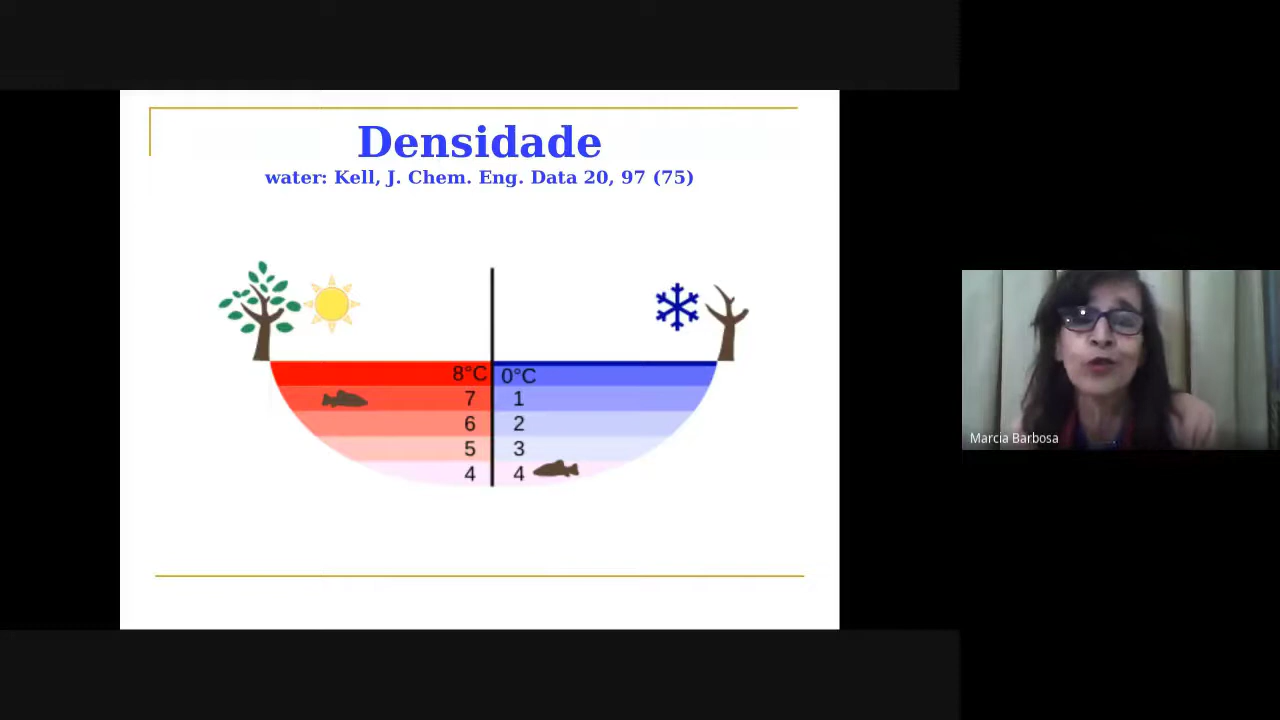 Densidade
water: Kell, J. Chem. Eng. Data 20, 97 (75)
8°C 0°C
7 1
6 2
5 3
4 4
Marcia Barbosa